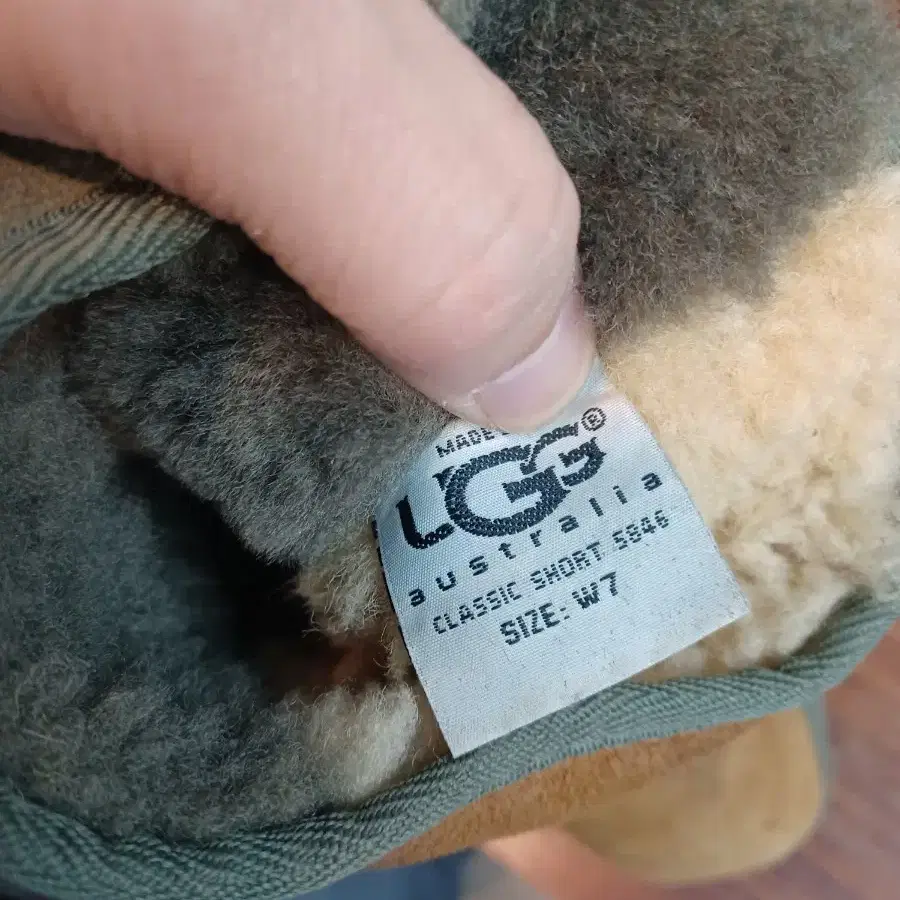 MADE
UGG®
australia
CLASSIC SHORT 5846
SIZE: W7